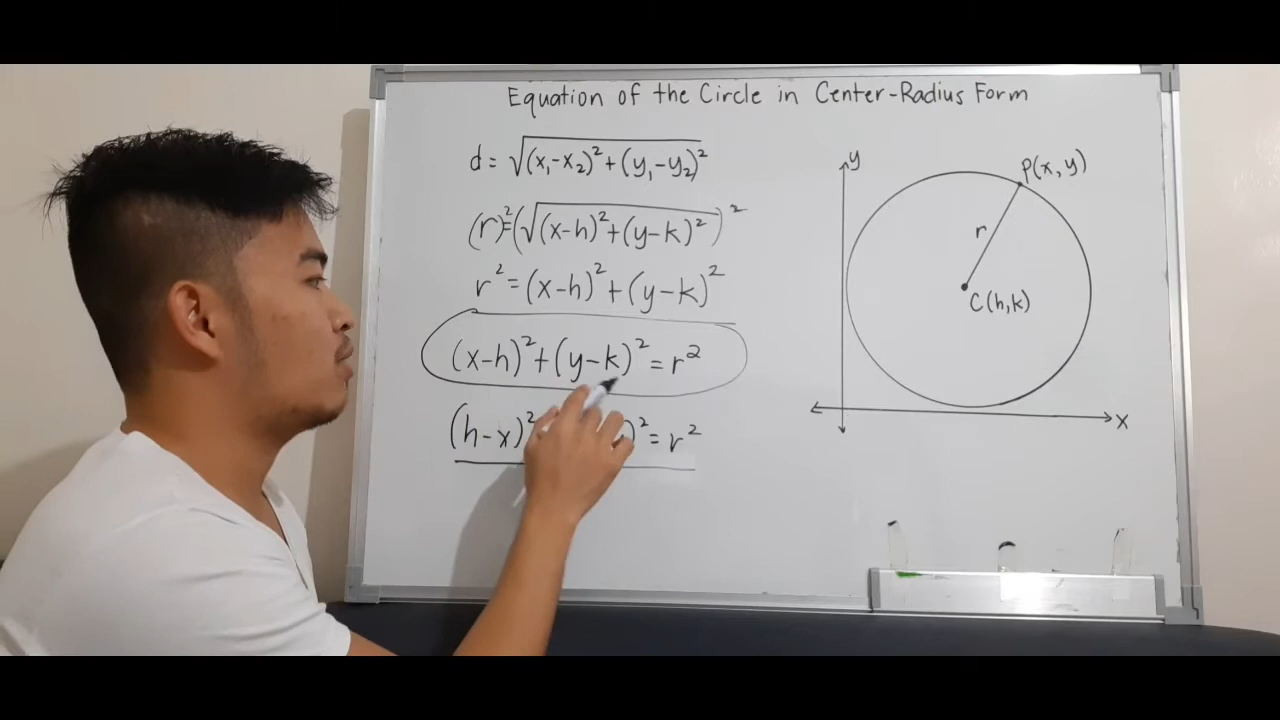 Equation of the Circle in Center-Radius Form
d = √(x₁-x₂)² + (y₁-y₂)²
(r)² = (√(x-h)² + (y-k)²)²
r² = (x-h)² + (y-k)²
(x-h)² + (y-k)² = r²
(h-x)² )² = r²
y
P(x, y)
r
C(h,k)
x